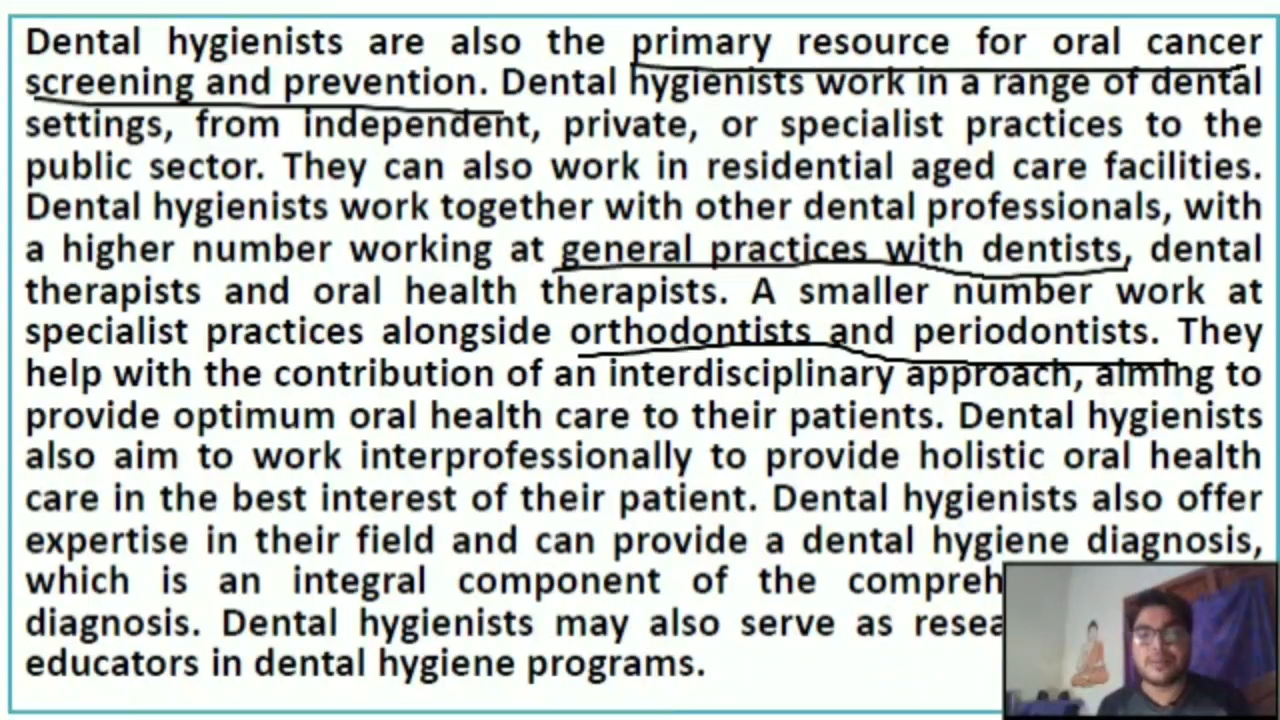 Dental hygienists are also the primary resource for oral cancer
screening and prevention. Dental hygienists work in a range of dental
settings, from independent, private, or specialist practices to the
public sector. They can also work in residential aged care facilities.
Dental hygienists work together with other dental professionals, with
a higher number working at general practices with dentists, dental
therapists and oral health therapists. A smaller number work at
specialist practices alongside orthodontists and periodontists. They
help with the contribution of an interdisciplinary approach, aiming to
provide optimum oral health care to their patients. Dental hygienists
also aim to work interprofessionally to provide holistic oral health
care in the best interest of their patient. Dental hygienists also offer
expertise in their field and can provide a dental hygiene diagnosis,
which is an integral component of the
diagnosis. Dental hygienists may also serve as
educators in dental hygiene programs.